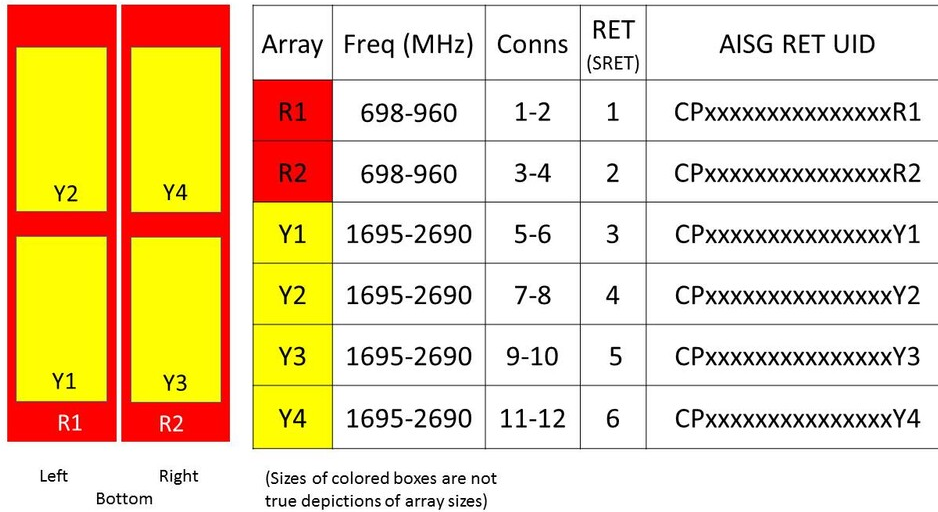 Y2
Y4
Y1
Y3
R1
R2
Left
Right
Bottom
Array Freq (MHz) Conns RET (SRET) AISG RET UID
R1 698-960 1-2 1 CPxxxxxxxxxxxxxxxR1
R2 698-960 3-4 2 CPxxxxxxxxxxxxxxxR2
Y1 1695-2690 5-6 3 CPxxxxxxxxxxxxxxxY1
Y2 1695-2690 7-8 4 CPxxxxxxxxxxxxxxxY2
Y3 1695-2690 9-10 5 CPxxxxxxxxxxxxxxxY3
Y4 1695-2690 11-12 6 CPxxxxxxxxxxxxxxxY4
(Sizes of colored boxes are not
true depictions of array sizes)